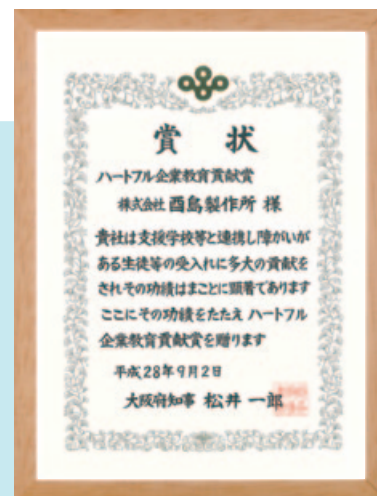 賞 状
ハートフル企業教育貢献賞
株式会社 酉島製作所 様
貴社は支援学校等と連携し障がいが
ある生徒等の受入れに多大の貢献を
されその功績はまことに顕著であります
ここにその功績をたたえ ハートフル
企業教育貢献賞を贈ります
平成28年9月2日
大阪府知事 松井 一郎